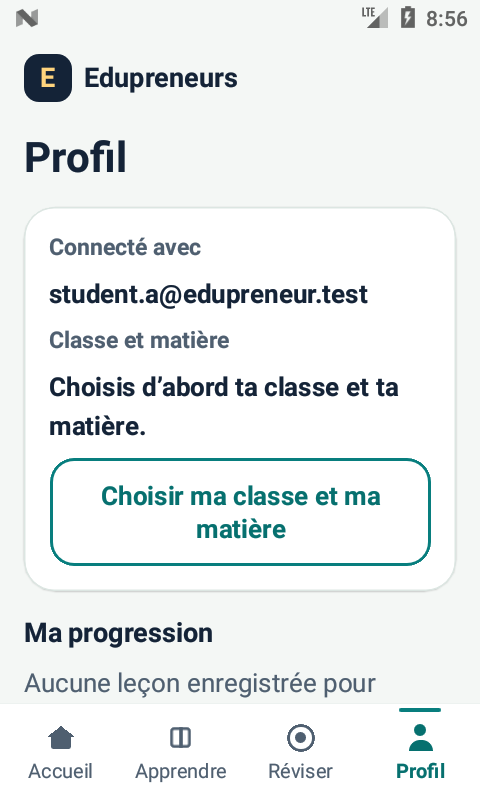 LTE 8:56
E Edupreneurs
Profil
Connecté avec
student.a@edupreneur.test
Classe et matière
Choisis d’abord ta classe et ta
matière.
Choisir ma classe et ma
matière
Ma progression
Aucune leçon enregistrée pour
Accueil Apprendre Réviser Profil